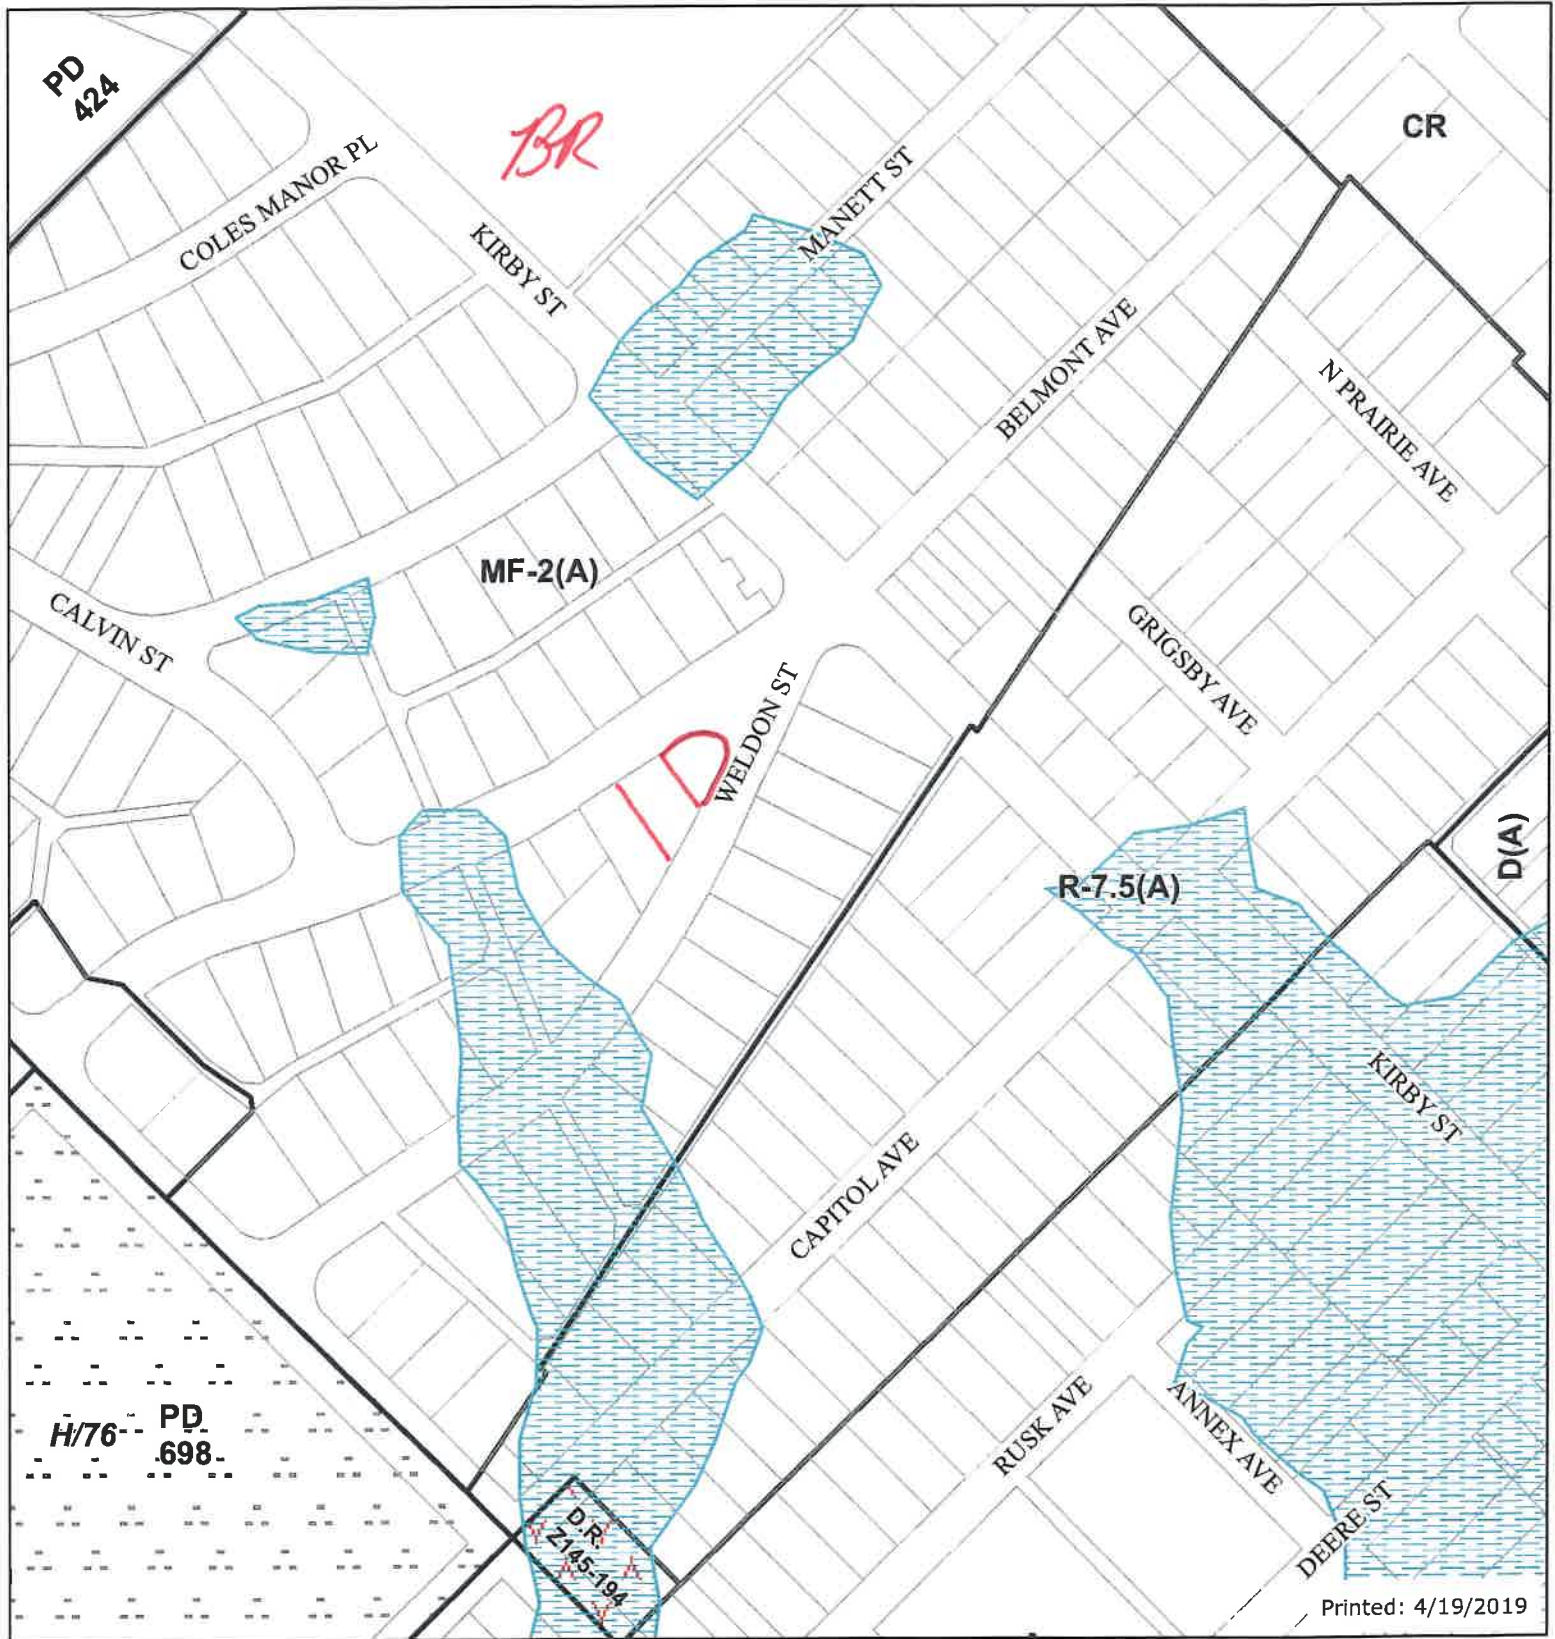 PD
424
BR
CR
COLES MANOR PL
KIRBY ST
MANETT ST
BELMONT AVE
N PRAIRIE AVE
MF-2(A)
CALVIN ST
GRIGSBY AVE
WELDON ST
D
D(A)
R-7.5(A)
KIRBY ST
CAPITOL AVE
H/76
PD
698
RUSK AVE
ANNEX AVE
DEERE ST
D.R.
Z145-194
Printed: 4/19/2019